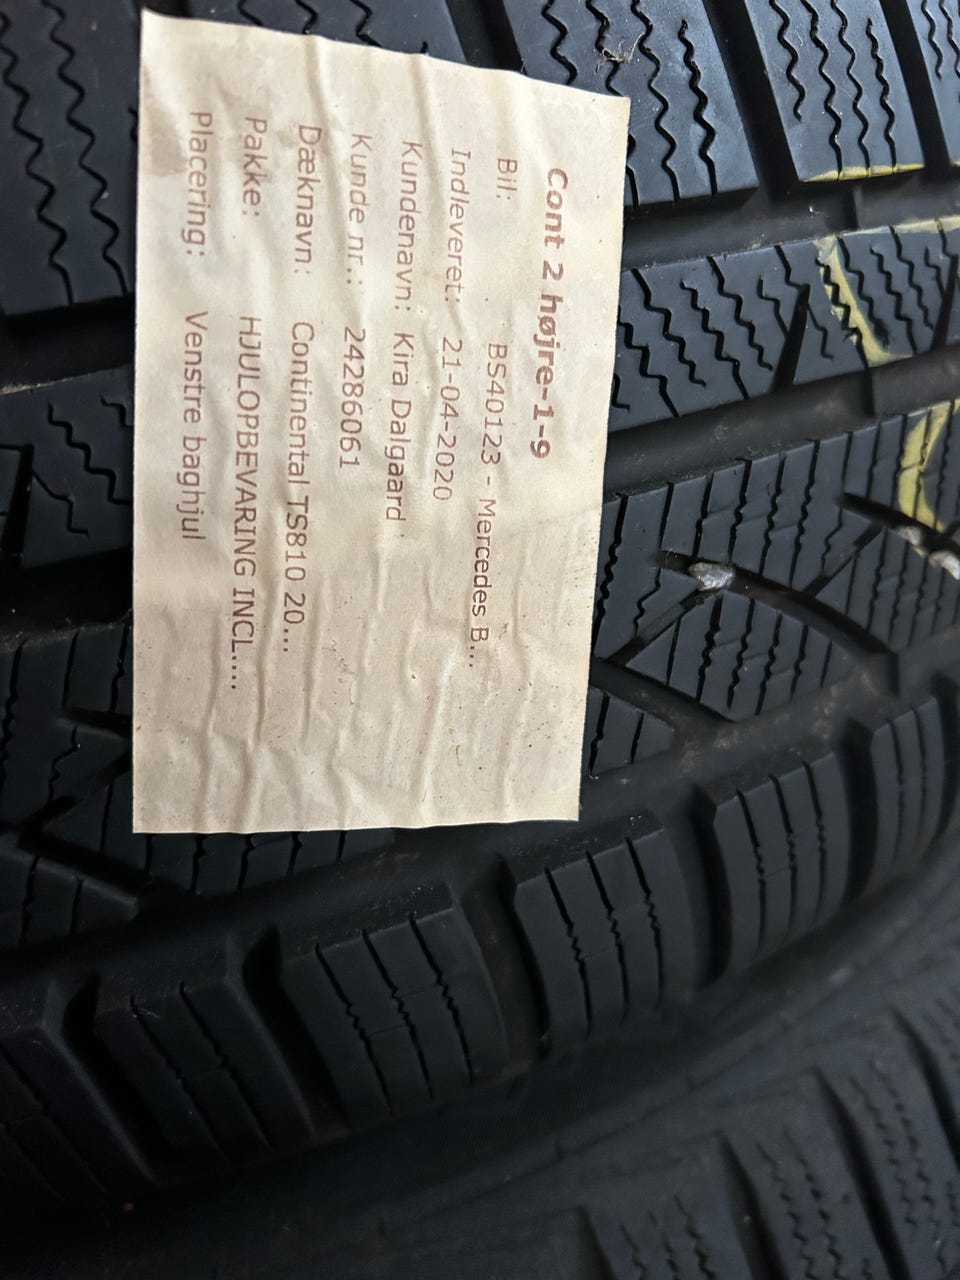 Cont 2 højre-1-9
Bil: BS40123 - Mercedes B...
Indleveret: 21-04-2020
Kundenavn: Kira Dalgaard
Kunde nr.: 24286061
Dæknavn: Continental TS810 20...
Pakke: HJULOPBEVARING INCL....
Placering: Venstre baghjul